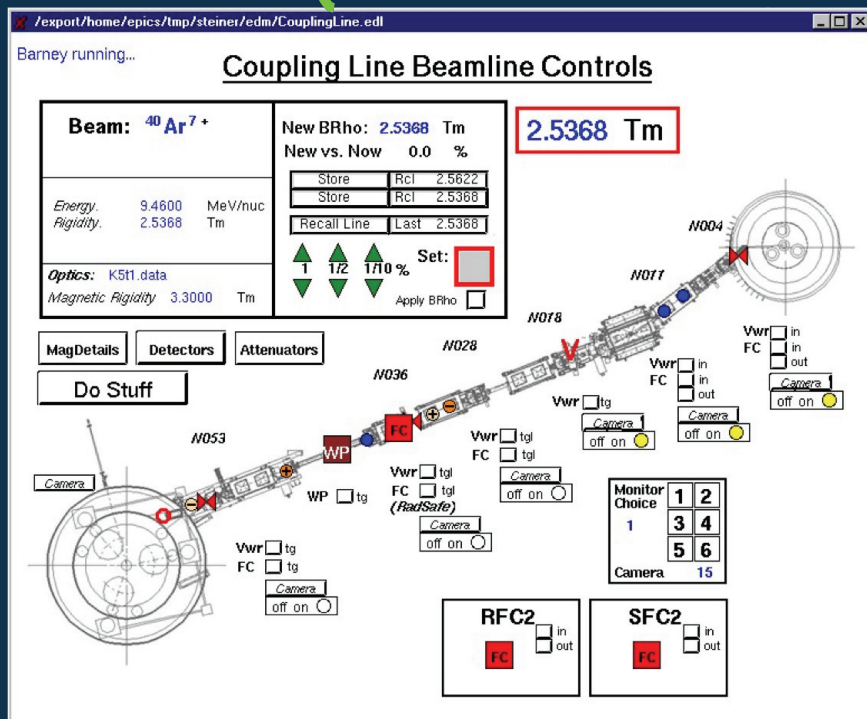 /export/home/epics/tmp/steiner/edm/CouplingLine.edl
Barney running...
Coupling Line Beamline Controls
Beam: 40Ar7+
Energy. 9.4600 MeV/nuc
Rigidity. 2.5368 Tm
Optics: K5t1.data
Magnetic Rigidity 3.3000 Tm
New BRho: 2.5368 Tm
New vs. Now 0.0 %
Store Rcl 2.5622
Store Rcl 2.5368
Recall Line Last 2.5368
1 1/2 1/10 % Set:
Apply BRho
2.5368 Tm
MagDetails Detectors Attenuators
Do Stuff
N004
N011
N018
N028
N036
N053
V
FC
WP
Vwr in
FC in
out
Camera
off on
Vwr in
FC in
out
Camera
off on
Vwr tg
Camera
off on
Vwr tgl
FC tgl
Camera
off on
Vwr tgl
FC tgl
(RadSafe)
Camera
off on
WP tg
Camera
Vwr tg
FC tg
Camera
off on
Monitor Choice 1
1 2
3 4
5 6
Camera 15
RFC2
in
out
FC
SFC2
in
out
FC